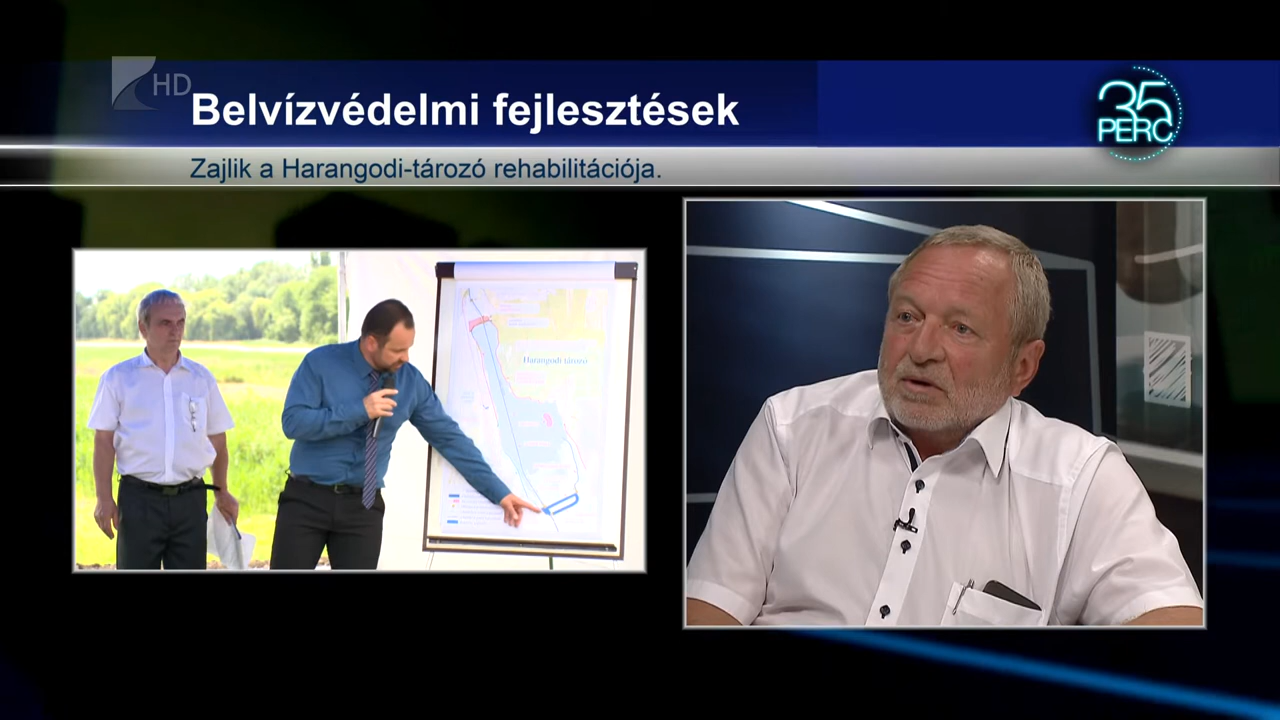 HD
Belvízvédelmi fejlesztések
35
PERC
Zajlik a Harangodi-tározó rehabilitációja.
Harangodi tározó